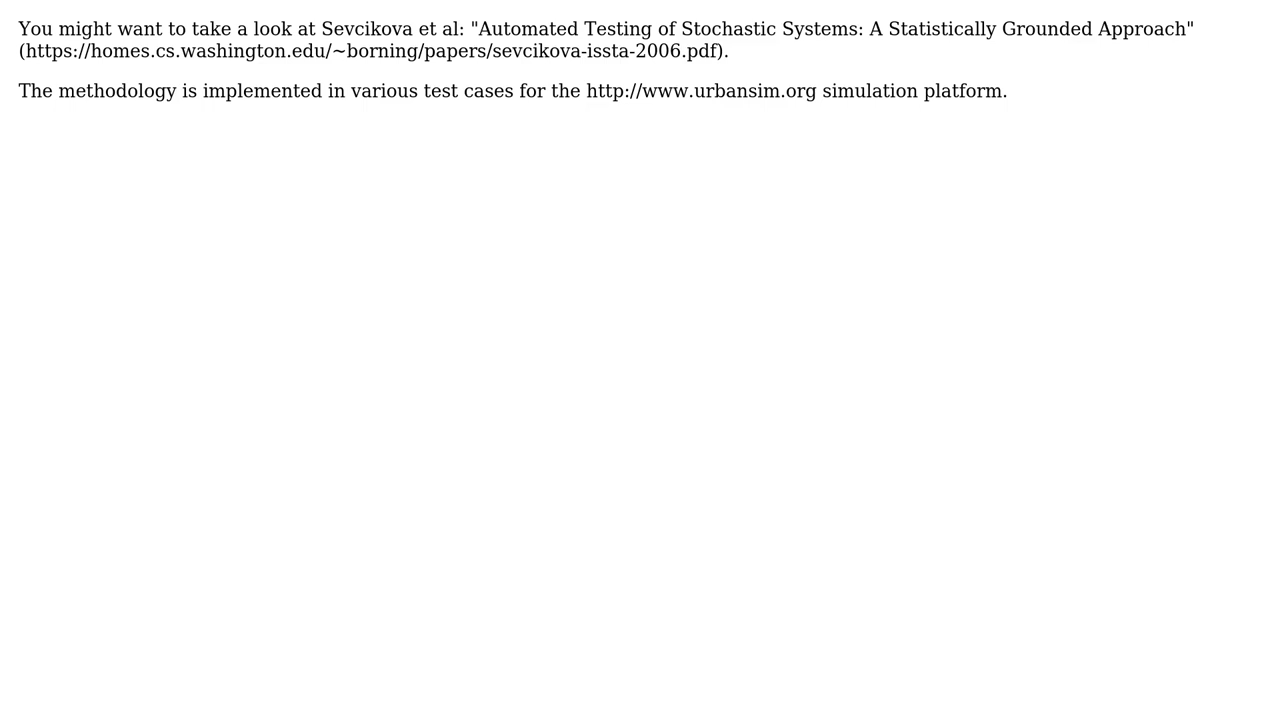 You might want to take a look at Sevcikova et al: "Automated Testing of Stochastic Systems: A Statistically Grounded Approach"
(https://homes.cs.washington.edu/~borning/papers/sevcikova-issta-2006.pdf).
The methodology is implemented in various test cases for the http://www.urbansim.org simulation platform.